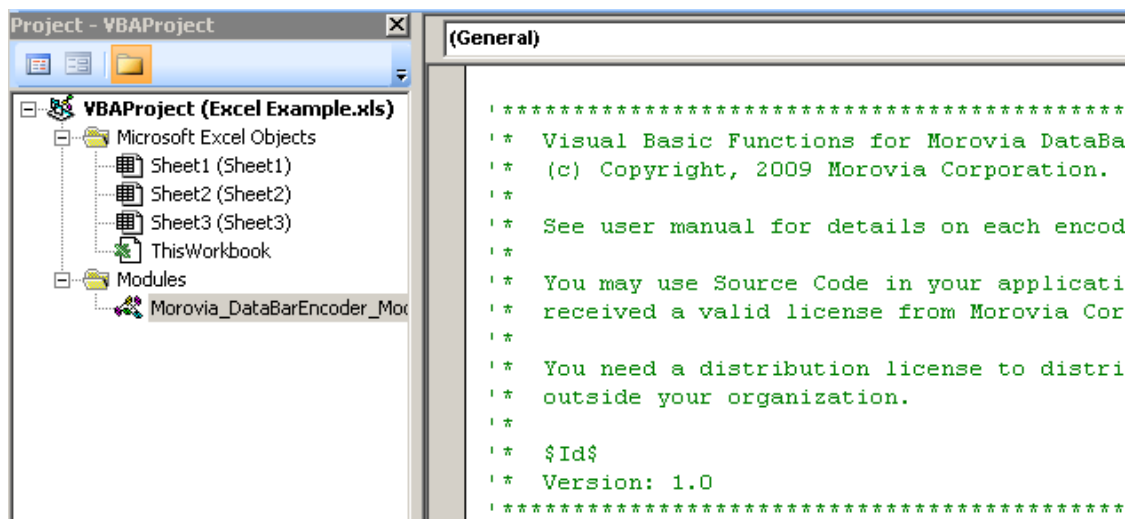 Project - VBAProject
VBAProject (Excel Example.xls)
Microsoft Excel Objects
Sheet1 (Sheet1)
Sheet2 (Sheet2)
Sheet3 (Sheet3)
ThisWorkbook
Modules
Morovia_DataBarEncoder_Mod
(General)
'*********************************************
'*  Visual Basic Functions for Morovia DataBa
'*  (c) Copyright, 2009 Morovia Corporation.
'*
'*  See user manual for details on each encod
'*
'*  You may use Source Code in your applicati
'*  received a valid license from Morovia Cor
'*
'*  You need a distribution license to distri
'*  outside your organization.
'*
'*  $Id$
'*  Version: 1.0
'*********************************************